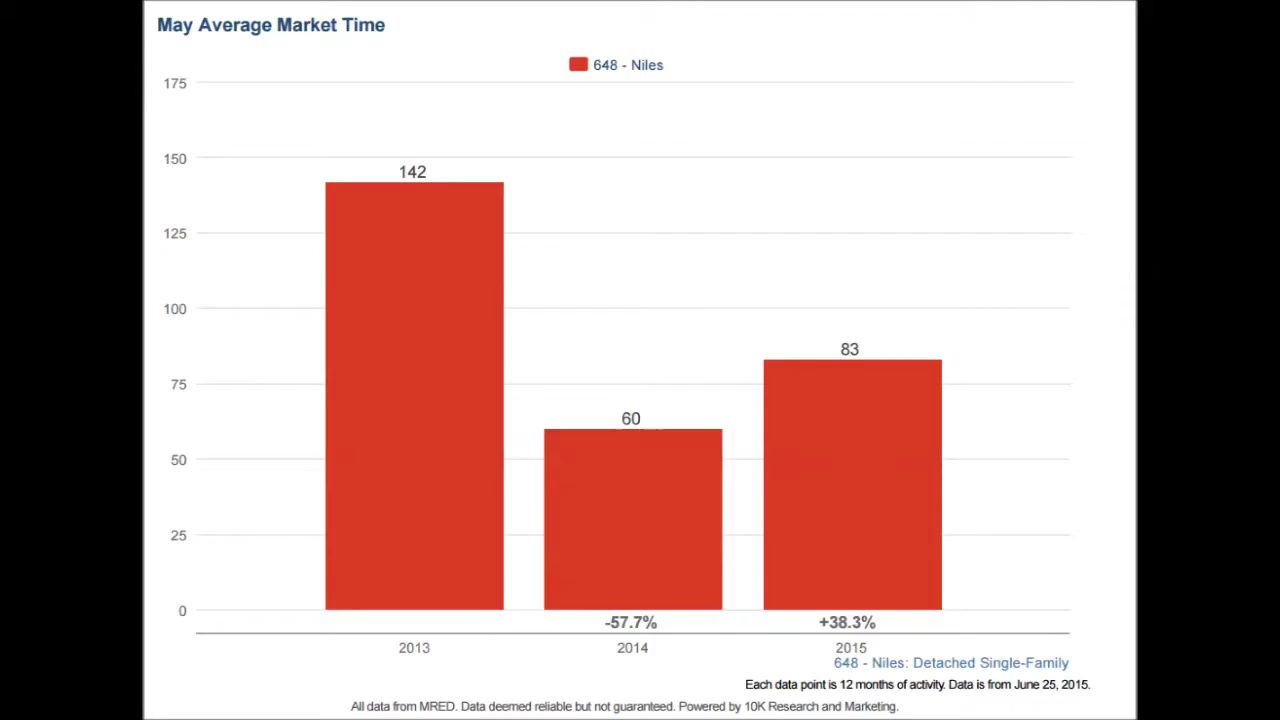 May Average Market Time
648 - Niles
175
150
125
100
75
50
25
0
142
60
83
-57.7% +38.3%
2013 2014 2015
648 - Niles: Detached Single-Family
Each data point is 12 months of activity. Data is from June 25, 2015.
All data from MRED. Data deemed reliable but not guaranteed. Powered by 10K Research and Marketing.